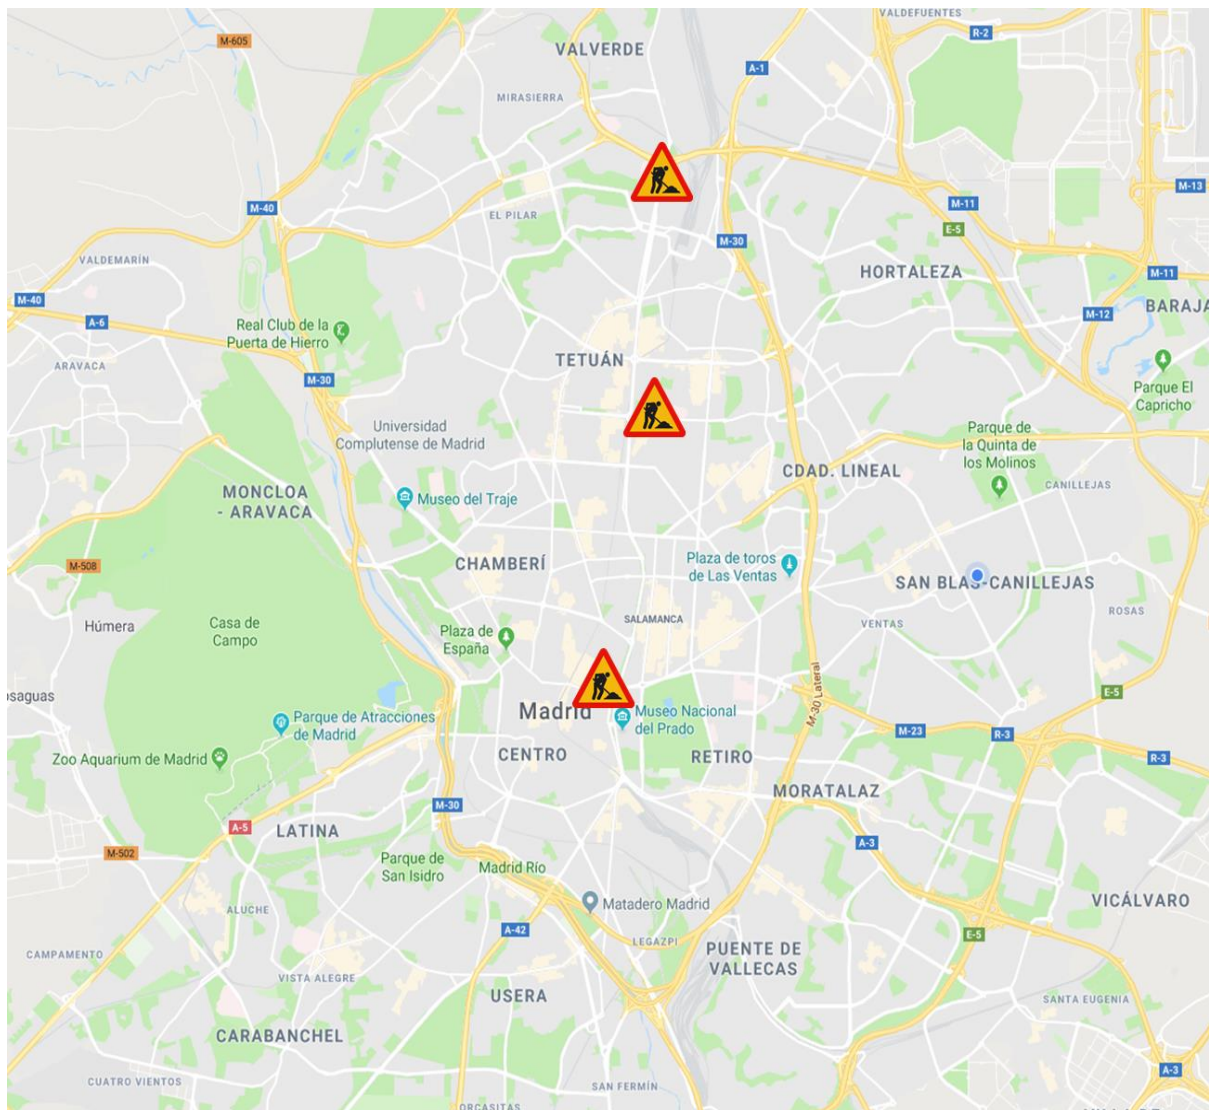 VALDEFUENTES
M-605
R-2
VALVERDE
A-1
MIRASIERRA
M-13
M-40
M-11
EL PILAR
E-5
M-30
VALDEMARÍN
HORTALEZA
M-11
M-40
BARAJA
M-12
A-6
Real Club de la
Puerta de Hierro
TETUÁN
ARAVACA
M-30
Parque El
Capricho
Universidad
Complutense de Madrid
Parque de
la Quinta de
los Molinos
CDAD. LINEAL
CANILLEJAS
MONCLOA
- ARAVACA
Museo del Traje
CHAMBERÍ
Plaza de toros
de Las Ventas
M-508
SAN BLAS-CANILLEJAS
ROSAS
Húmera
Casa de
Campo
SALAMANCA
VENTAS
Plaza de
España
osaguas
E-5
M-30 Lateral
Madrid
Museo Nacional
del Prado
Parque de Atracciones
de Madrid
M-23
R-3
R-3
Zoo Aquarium de Madrid
CENTRO
RETIRO
MORATALAZ
M-30
A-5
LATINA
A-3
M-502
Parque de
San Isidro
Madrid Río
Matadero Madrid
VICÁLVARO
ALUCHE
A-42
E-5
LEGAZPI
CAMPAMENTO
PUENTE DE
VALLECAS
VISTA ALEGRE
USERA
SANTA EUGENIA
CARABANCHEL
A-3
CUATRO VIENTOS
SAN FERMÍN
ORCASITAS